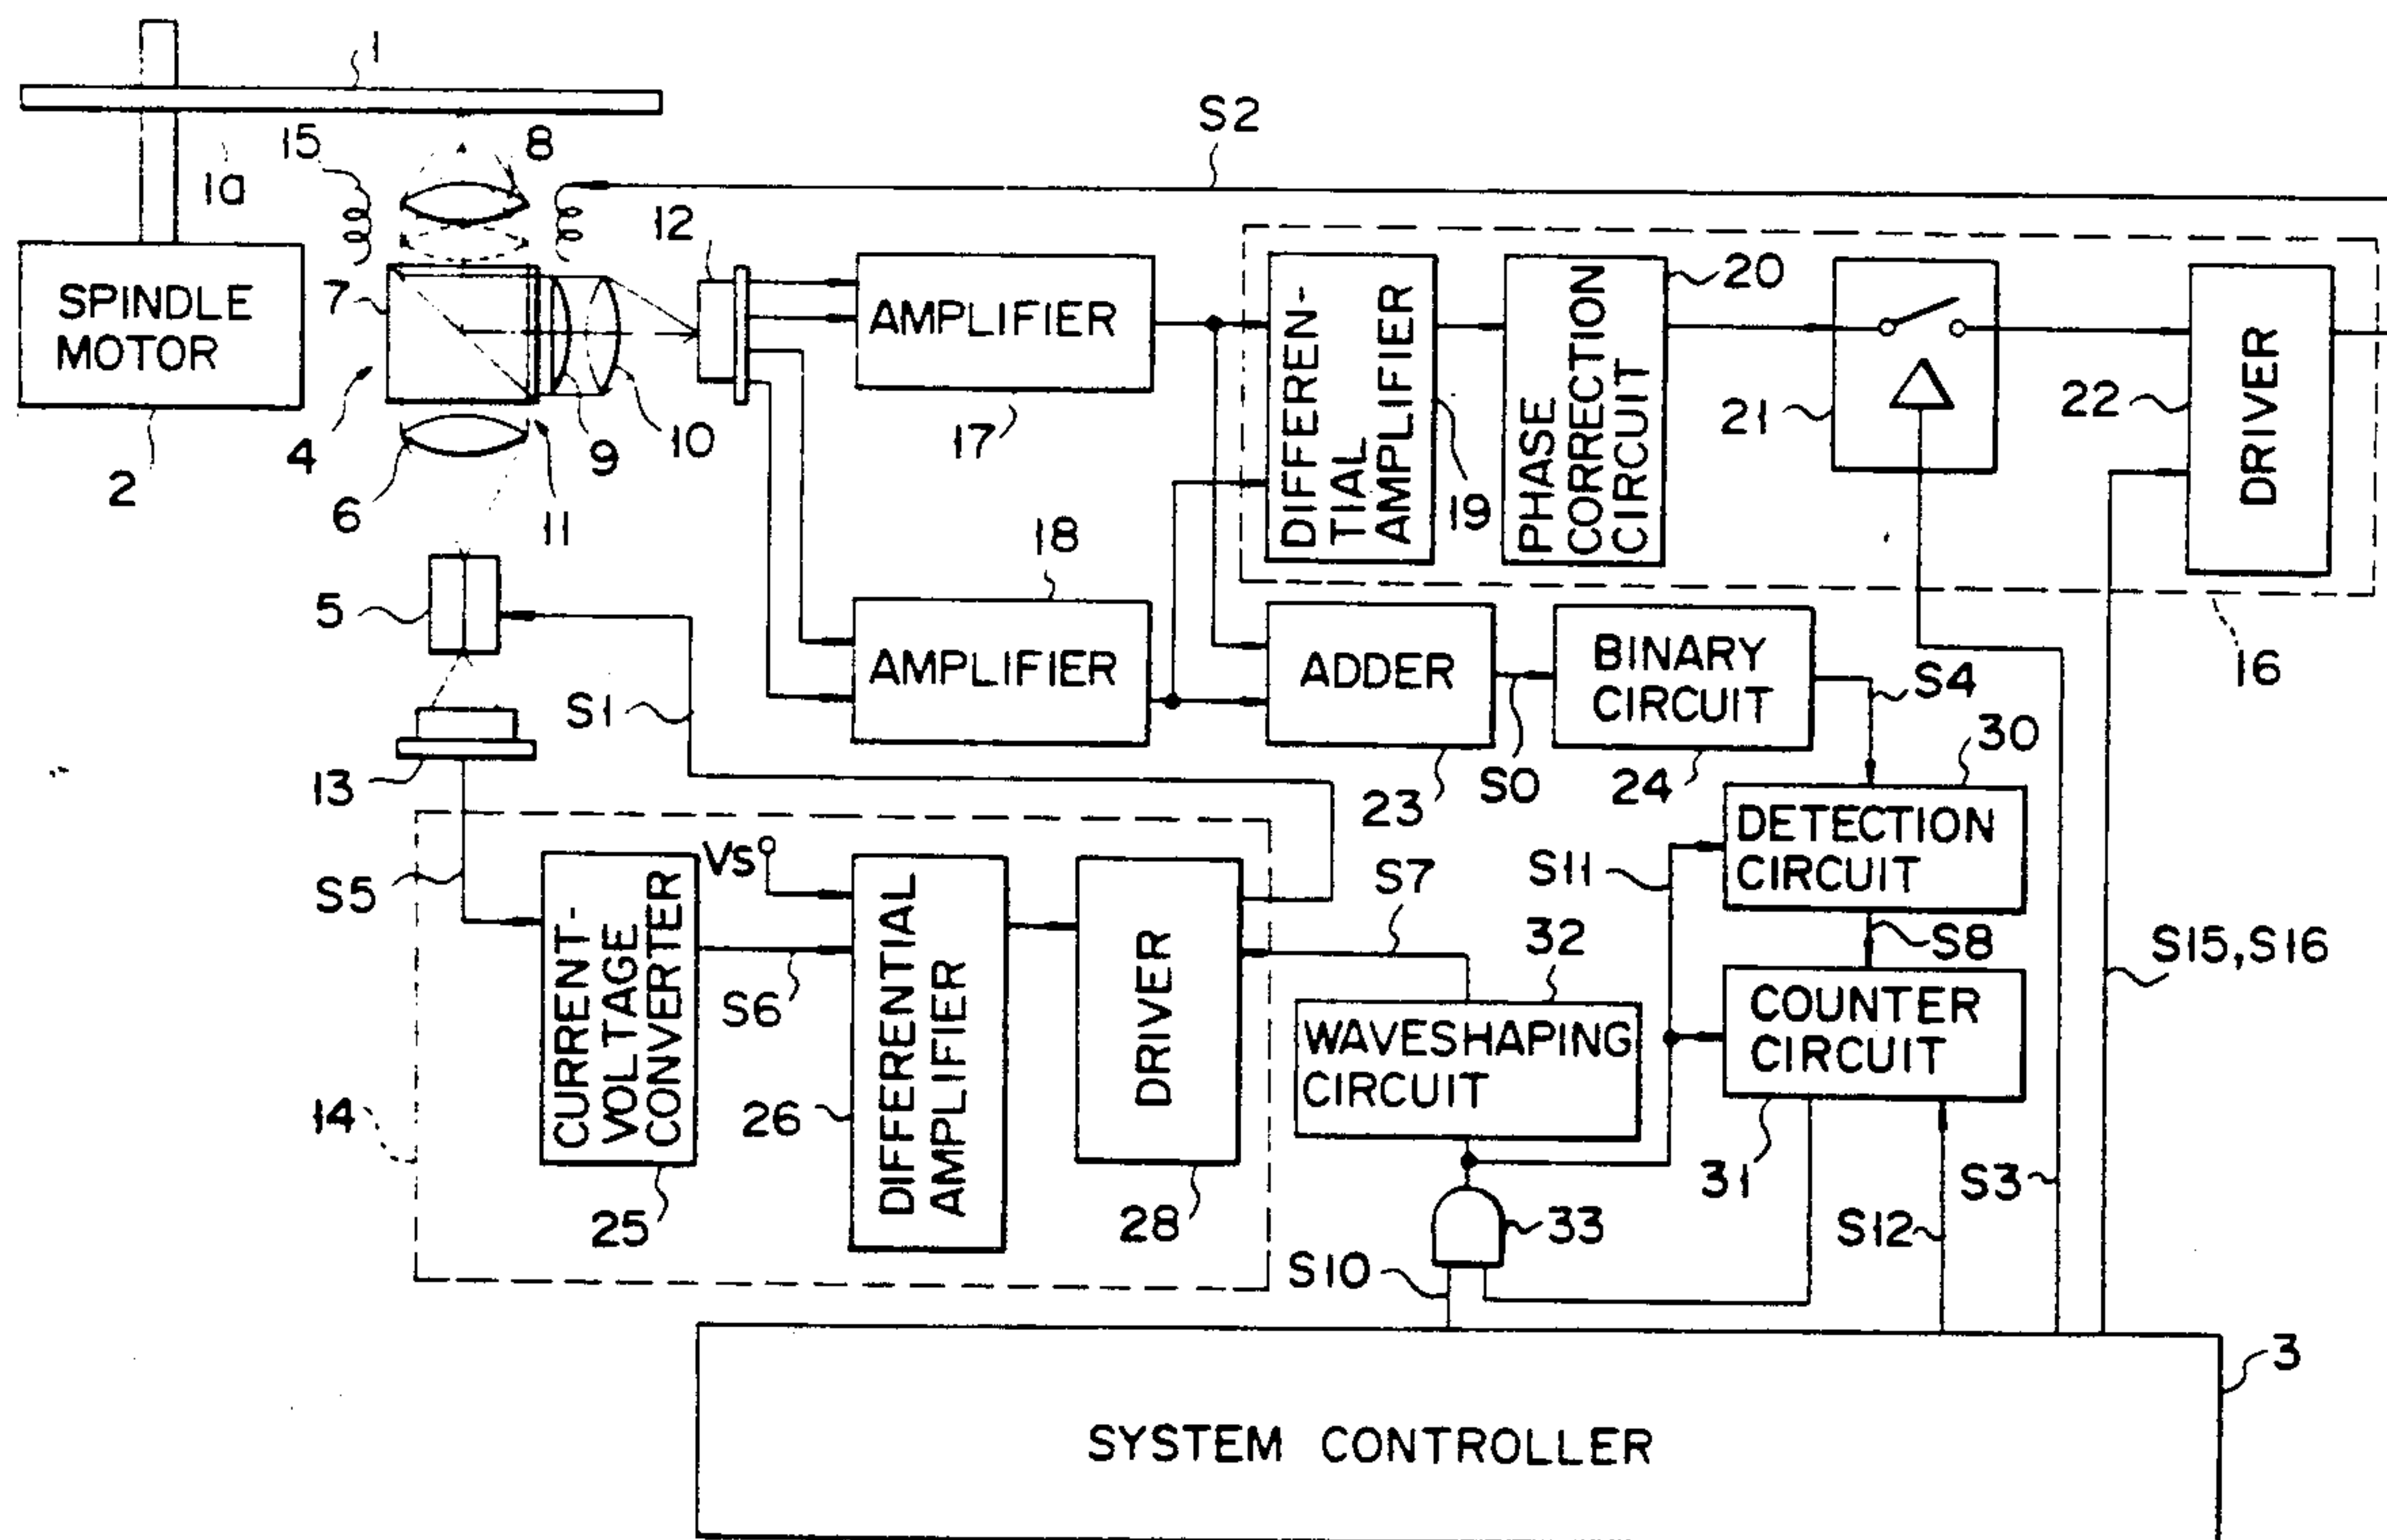 1
S2
15
8
1a
12
SPINDLE
MOTOR
7
AMPLIFIER
DIFFEREN-
TIAL
AMPLIFIER
PHASE
CORRECTION
CIRCUIT
20
21
22
DRIVER
4
9
10
17
19
2
6
11
18
5
AMPLIFIER
ADDER
BINARY
CIRCUIT
S4
16
S1
30
13
23
S0
24
DETECTION
CIRCUIT
Vs
S5
S11
S7
CURRENT-
VOLTAGE
CONVERTER
DIFFERENTIAL
AMPLIFIER
DRIVER
32
S8
S15,S16
S6
COUNTER
CIRCUIT
WAVESHAPING
CIRCUIT
14
26
31
S3
25
28
33
S12
S10
3
SYSTEM CONTROLLER